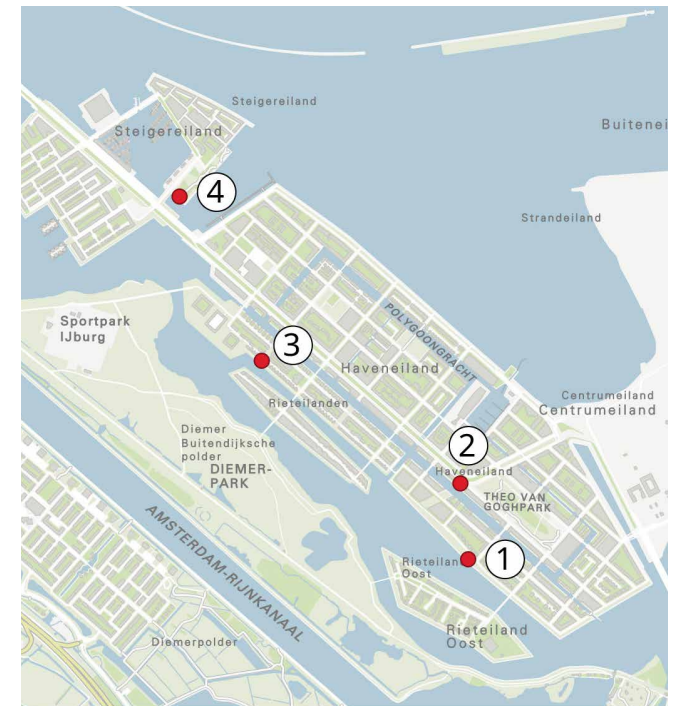 Steigereiland
Steigereiland
Buitenei
4
Strandeiland
POLYGOONGRACHT
Sportpark
IJburg
3
Haveneiland
Centrumeiland
Centrumeiland
Rieteilanden
Diemer
Buitendijksche
polder
DIEMER-
PARK
2
Haveneiland
THEO VAN
GOGHPARK
AMSTERDAM-RIJNKANAAL
1
Rieteilan
Oost
Rieteiland
Oost
Diemerpolder